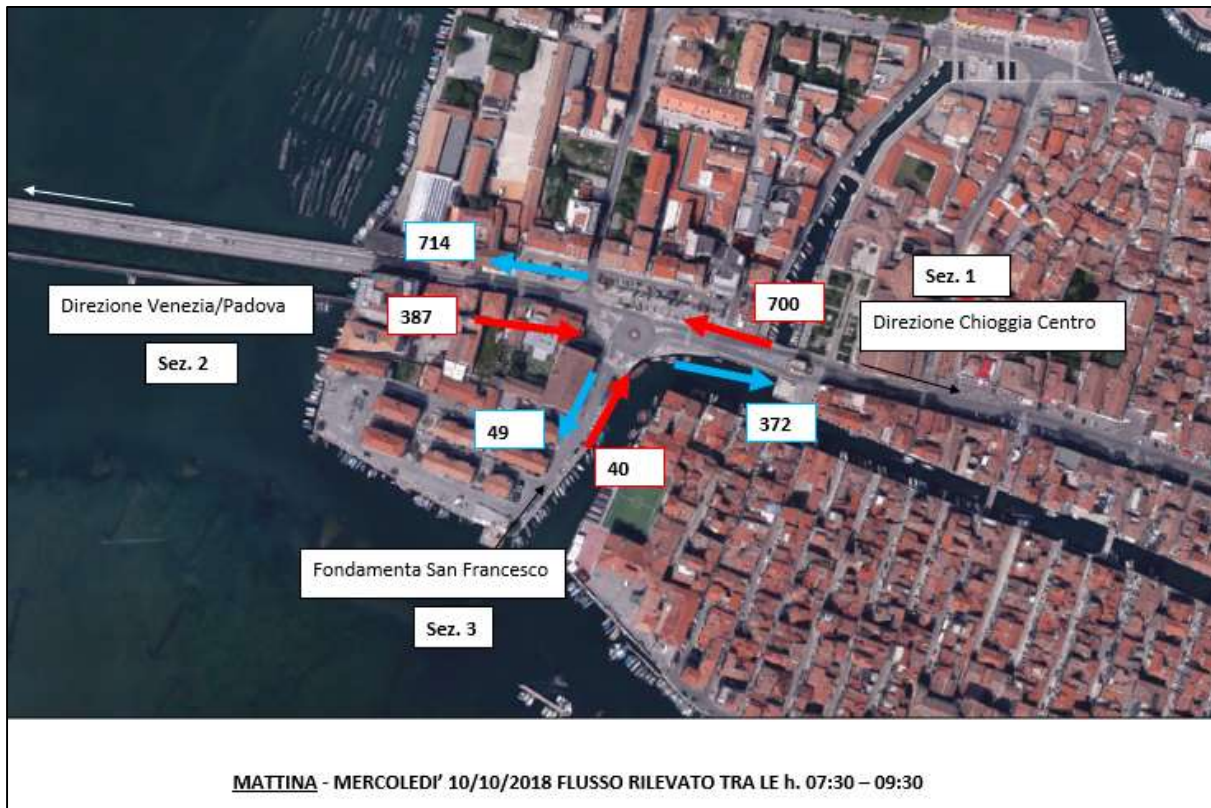 714
Sez. 1
Direzione Venezia/Padova
387
700
Direzione Chioggia Centro
Sez. 2
49
372
40
Fondamenta San Francesco
Sez. 3
MATTINA - MERCOLEDI’ 10/10/2018 FLUSSO RILEVATO TRA LE h. 07:30 – 09:30